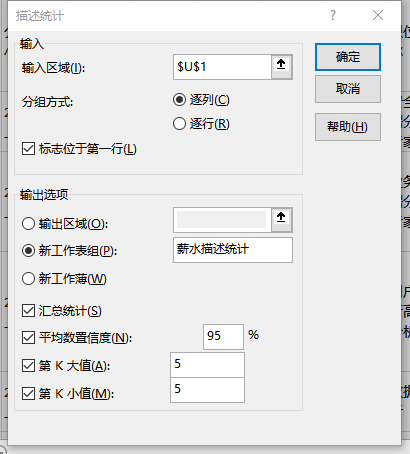 描述统计 ? ×
输入
输入区域(I): $U$1 确定
取消
分组方式: 逐列(C)
逐行(R) 帮助(H)
标志位于第一行(L)
输出选项
输出区域(O):
新工作表组(P): 薪水描述统计
新工作薄(W)
汇总统计(S)
平均数置信度(N): 95 %
第 K 大值(A): 5
第 K 小值(M): 5